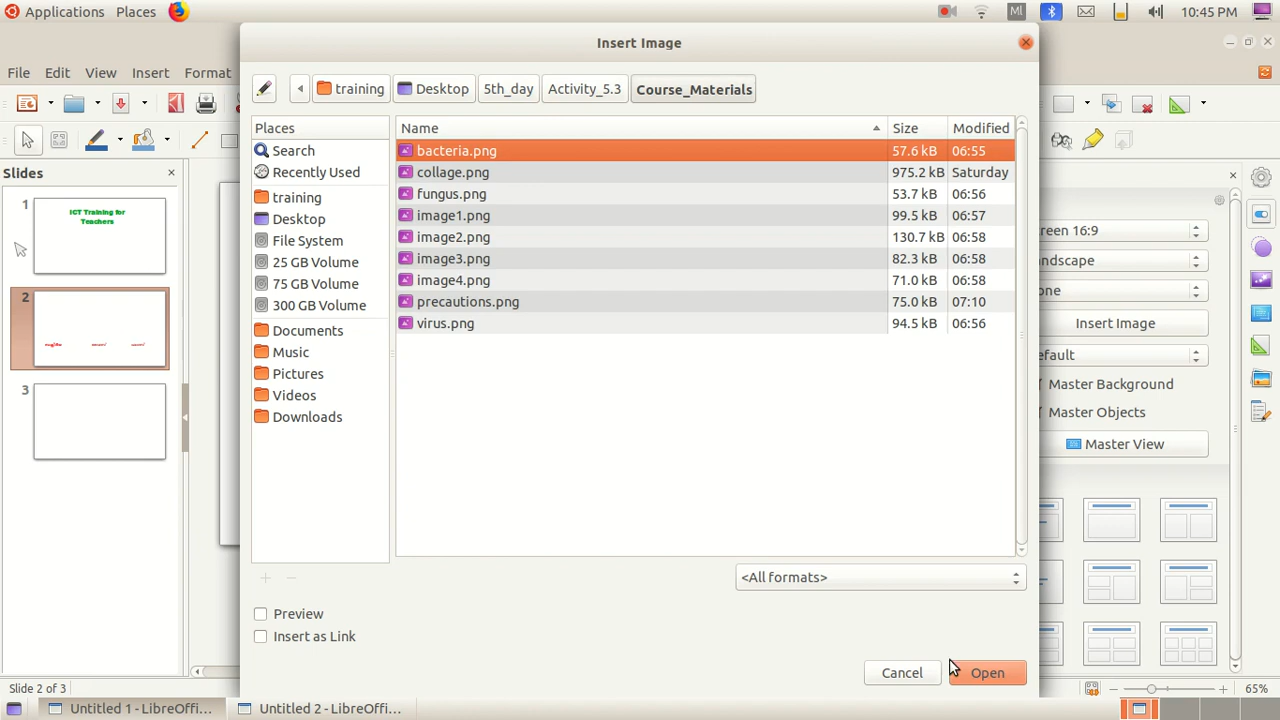 Applications Places Ml 10:45 PM
Insert Image
File Edit View Insert Format
training Desktop 5th_day Activity_5.3 Course_Materials
Places
Search
Recently Used
training
Desktop
File System
25 GB Volume
75 GB Volume
300 GB Volume
Documents
Music
Pictures
Videos
Downloads
Name Size Modified
bacteria.png 57.6 kB 06:55
collage.png 975.2 kB Saturday
fungus.png 53.7 kB 06:56
image1.png 99.5 kB 06:57
image2.png 130.7 kB 06:58
image3.png 82.3 kB 06:58
image4.png 71.0 kB 06:58
precautions.png 75.0 kB 07:10
virus.png 94.5 kB 06:56
<All formats>
Preview
Insert as Link
Cancel Open
Slides
1
ICT Training for
Teachers
2
3
creen 16:9
andscape
one
Insert Image
efault
Master Background
Master Objects
Master View
Slide 2 of 3
65%
Untitled 1 - LibreOffi... Untitled 2 - LibreOffi...